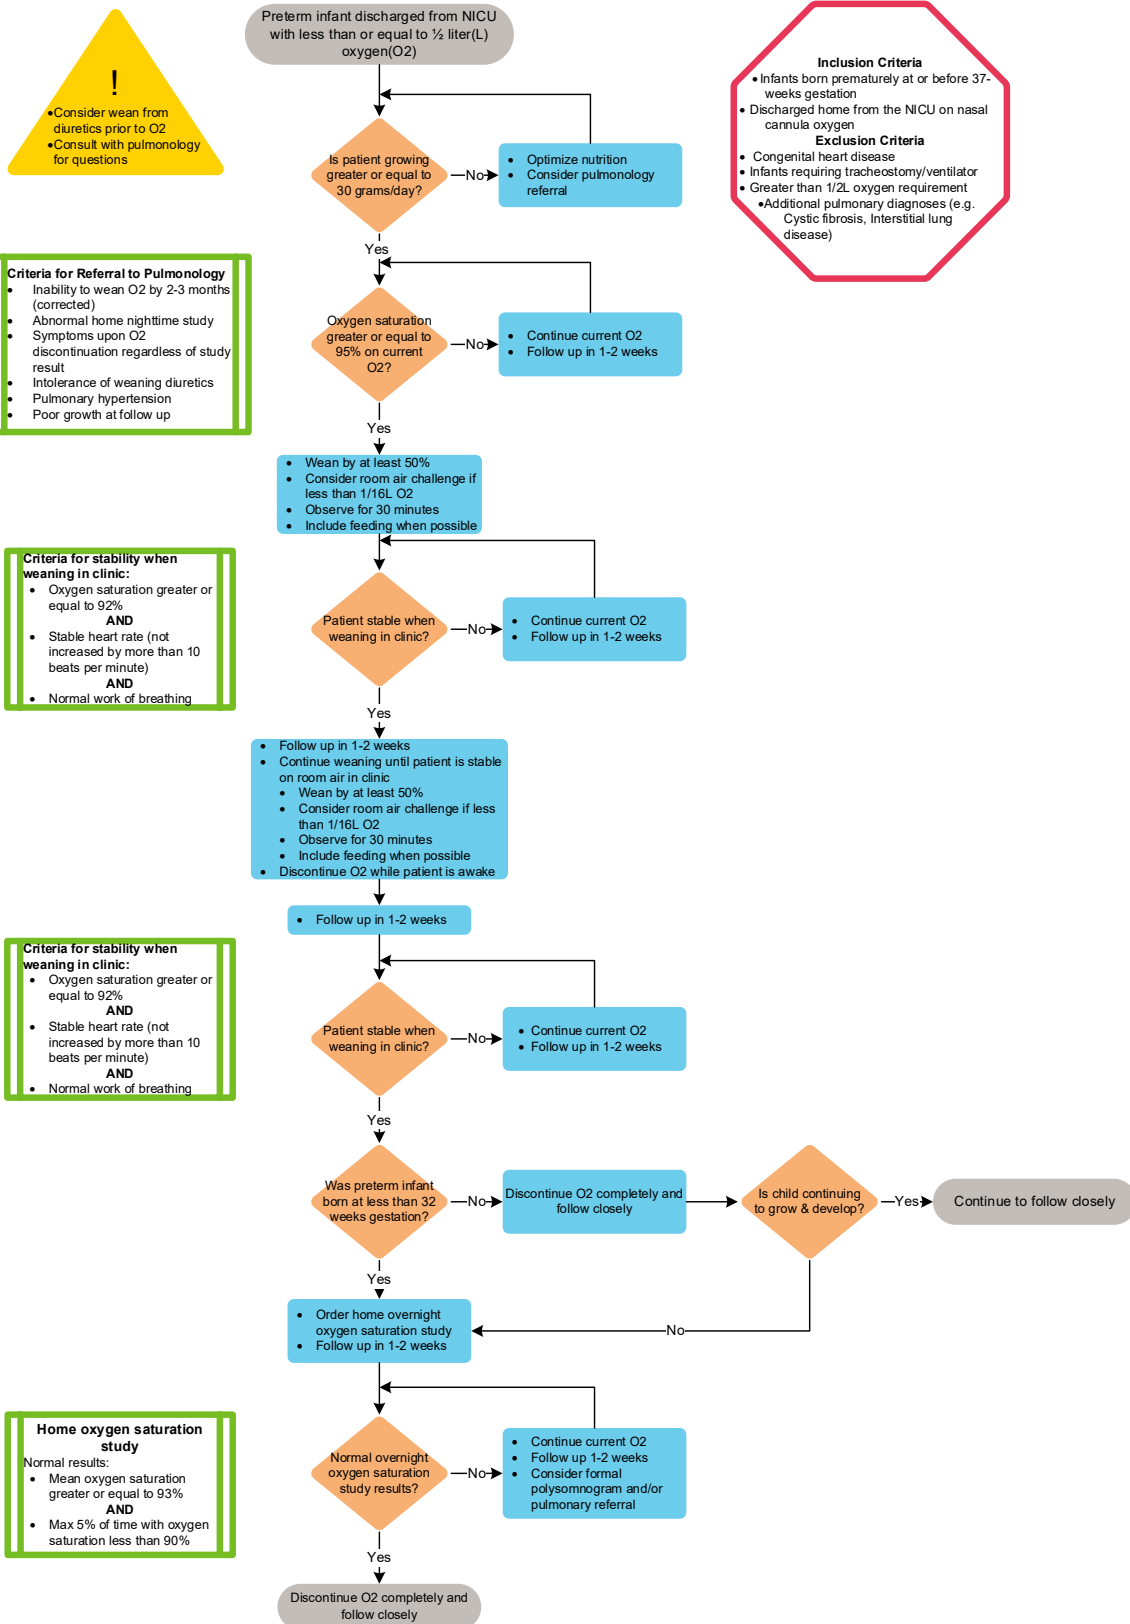 Preterm infant discharged from NICU
with less than or equal to ½ liter(L)
oxygen(O2)
!
•Consider wean from
diuretics prior to O2
•Consult with pulmonology
for questions
Inclusion Criteria
•Infants born prematurely at or before 37-
weeks gestation
• Discharged home from the NICU on nasal
cannula oxygen
Exclusion Criteria
• Congenital heart disease
• Infants requiring tracheostomy/ventilator
• Greater than 1/2L oxygen requirement
•Additional pulmonary diagnoses (e.g.
Cystic fibrosis, Interstitial lung
disease)
Is patient growing
greater or equal to
30 grams/day?
No
• Optimize nutrition
• Consider pulmonology
referral
Yes
Criteria for Referral to Pulmonology
• Inability to wean O2 by 2-3 months
(corrected)
• Abnormal home nighttime study
• Symptoms upon O2
discontinuation regardless of study
result
• Intolerance of weaning diuretics
• Pulmonary hypertension
• Poor growth at follow up
Oxygen saturation
greater or equal to
95% on current
O2?
No
• Continue current O2
• Follow up in 1-2 weeks
Yes
• Wean by at least 50%
• Consider room air challenge if
less than 1/16L O2
• Observe for 30 minutes
• Include feeding when possible
Criteria for stability when
weaning in clinic:
• Oxygen saturation greater or
equal to 92%
AND
• Stable heart rate (not
increased by more than 10
beats per minute)
AND
• Normal work of breathing
Patient stable when
weaning in clinic?
No
• Continue current O2
• Follow up in 1-2 weeks
Yes
• Follow up in 1-2 weeks
• Continue weaning until patient is stable
on room air in clinic
• Wean by at least 50%
• Consider room air challenge if less
than 1/16L O2
• Observe for 30 minutes
• Include feeding when possible
• Discontinue O2 while patient is awake
• Follow up in 1-2 weeks
Criteria for stability when
weaning in clinic:
• Oxygen saturation greater or
equal to 92%
AND
• Stable heart rate (not
increased by more than 10
beats per minute)
AND
• Normal work of breathing
Patient stable when
weaning in clinic?
No
• Continue current O2
• Follow up in 1-2 weeks
Yes
Was preterm infant
born at less than 32
weeks gestation?
No
Discontinue O2 completely and
follow closely
Is child continuing
to grow & develop?
Yes
Continue to follow closely
Yes
• Order home overnight
oxygen saturation study
• Follow up in 1-2 weeks
No
Home oxygen saturation
study
Normal results:
• Mean oxygen saturation
greater or equal to 93%
AND
• Max 5% of time with oxygen
saturation less than 90%
Normal overnight
oxygen saturation
study results?
No
• Continue current O2
• Follow up 1-2 weeks
• Consider formal
polysomnogram and/or
pulmonary referral
Yes
Discontinue O2 completely and
follow closely